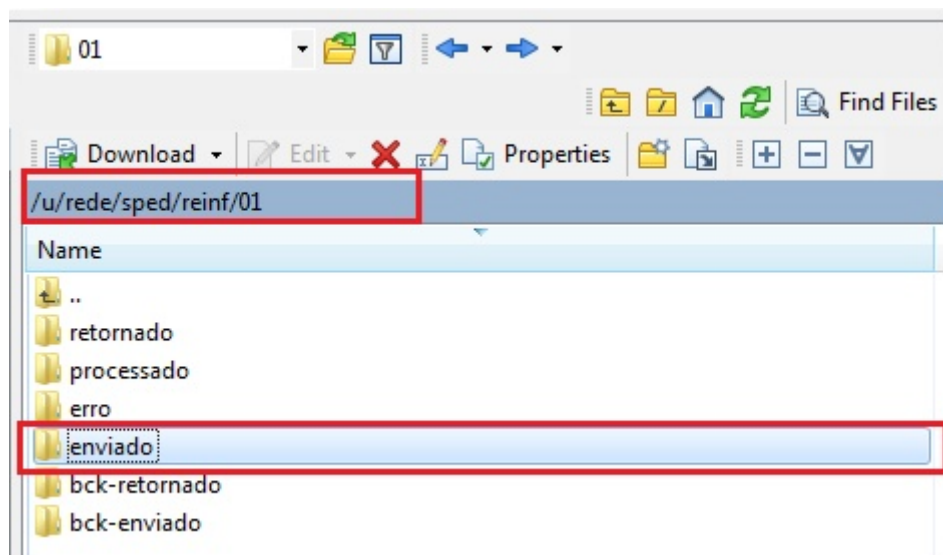 01
Find Files
Download Edit Properties
/u/rede/sped/reinf/01
Name
..
retornado
processado
erro
enviado
bck-retornado
bck-enviado